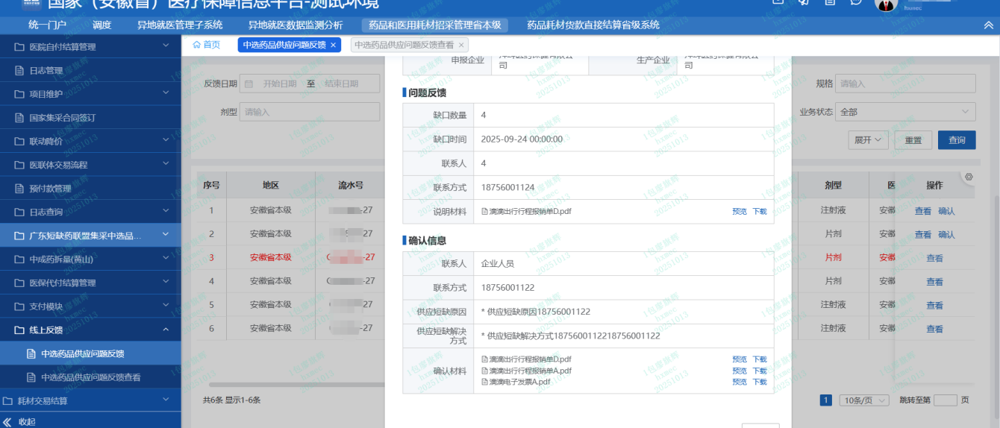 国家（安徽省）医疗保障信息平台-测试环境
hxnec
统一门户 调度 异地就医管理子系统 异地就医数据监测分析 药品和医用耗材招采管理省本级 药品耗材货款直接结算省级系统
医院自付结算管理
日志管理
项目维护
国家集采合同签订
联动降价
医联体交易流程
预付款管理
日志查询
广东短缺药联盟集采中选品...
中成药拆量(黄山)
医保代付结算管理
支付模块
线上反馈
中选药品供应问题反馈
中选药品供应问题反馈查看
耗材交易结算
收起
首页 中选药品供应问题反馈 × 中选药品供应问题反馈查看 ×
反馈日期 开始日期 至 结束日期
规格 请输入
剂型 请输入
业务状态 全部
展开 重置 查询
序号 地区 流水号 剂型 医 操作
1 安徽省本级 -27 注射液 安徽 查看 确认
2 安徽省本级 27 片剂 安徽 查看 确认
3 安徽省本级 -27 片剂 安徽 查看
4 安徽省本级 -27 片剂 安徽 查看
5 安徽省本级 27 注射液 安徽 查看
6 安徽省本级 -27 注射液 安徽 查看
共6条 显示1-6条
1 10条/页 跳转至第 页
申报企业 司 生产企业 司
问题反馈
缺口数量 4
缺口时间 2025-09-24 00:00:00
联系人 4
联系方式 18756001124
说明材料 滴滴出行行程报销单D.pdf 预览 下载
确认信息
联系人 企业人员
联系方式 18756001122
供应短缺原因 * 供应短缺原因18756001122
供应短缺解决方式 * 供应短缺解决方式1875600112218756001122
确认材料 滴滴出行行程报销单D.pdf 预览 下载
滴滴出行行程报销单A.pdf 预览 下载
滴滴电子发票A.pdf 预览 下载